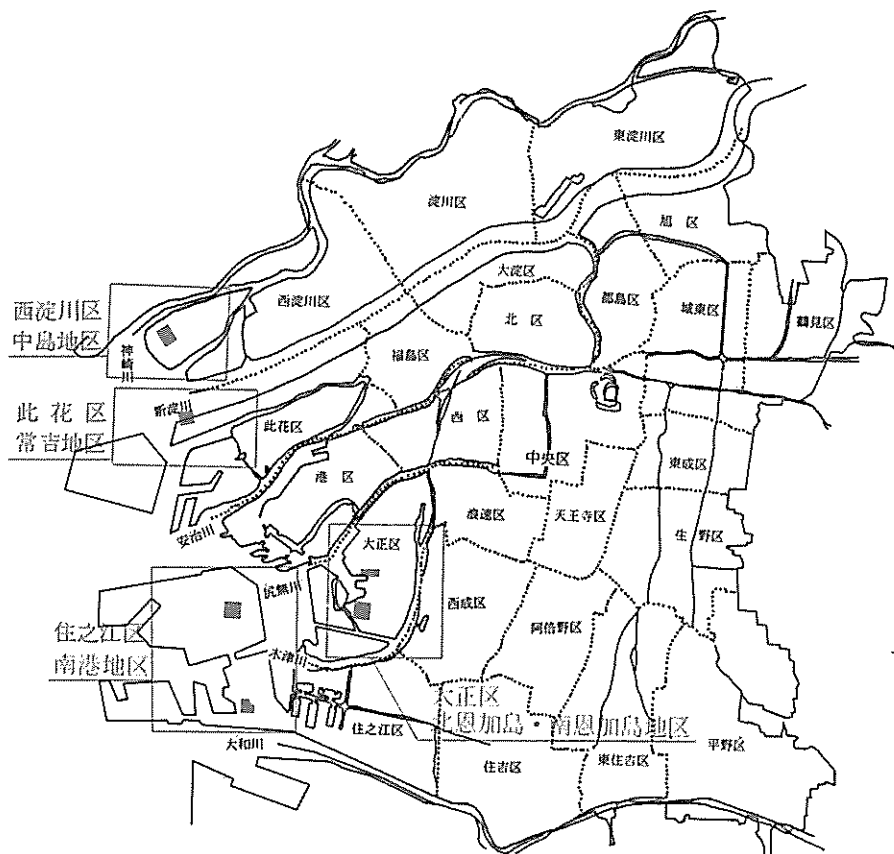 東淀川区
淀川区
旭区
大淀区
西淀川区
都島区
城東区
鶴見区
北区
西淀川区
中島地区
神崎川
福島区
新淀川
此花区
西区
此花区
常吉地区
中央区
東成区
港区
安治川
浪速区
天王寺区
生野区
大正区
尻無川
西成区
阿倍野区
住之江区
南港地区
木津川
大正区
北恩加島・南恩加島地区
住之江区
大和川
住吉区
東住吉区
平野区